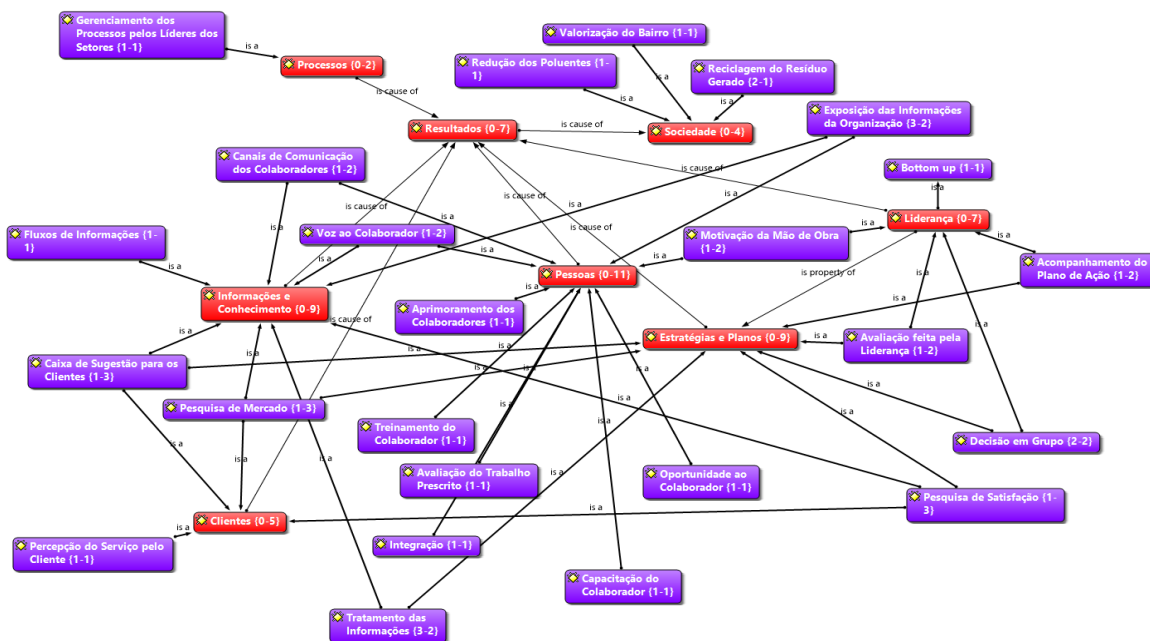 Gerenciamento dos
Processos pelos Líderes dos
Setores {1-1}
is a
Processos {0-2}
is cause of
Valorização do Bairro {1-1}
is a
Redução dos Poluentes {1-
1}
is a
Reciclagem do Resíduo
Gerado {2-1}
is a
Exposição das Informações
da Organização {3-2}
Resultados {0-7}
is cause of
Sociedade {0-4}
is cause of
Canais de Comunicação
dos Colaboradores {1-2}
Bottom up {1-1}
is a
is a
is a
is cause of
is cause of
is a
is a
is cause of
Liderança {0-7}
Fluxos de Informações {1-
1}
is a
Voz ao Colaborador {1-2}
is a
is a
Motivação da Mão de Obra
{1-2}
is a
is a
is a
Acompanhamento do
Plano de Ação {1-2}
Pessoas {0-11}
is property of
Informações e
Conhecimento {0-9}
is a
Aprimoramento dos
Colaboradores {1-1}
is a
is a
is cause of
is a
Estratégias e Planos {0-9}
is a
Avaliação feita pela
Liderança {1-2}
Caixa de Sugestão para os
Clientes {1-3}
is a
is a
is a
Pesquisa de Mercado {1-3}
is a
is a
Treinamento do
Colaborador {1-1}
is a
is a
Decisão em Grupo {2-2}
is a
is a
is a
is a
Avaliação do Trabalho
Prescrito {1-1}
Oportunidade ao
Colaborador {1-1}
Pesquisa de Satisfação {1-
3}
is a
Clientes {0-5}
is a
Percepção do Serviço pelo
Cliente {1-1}
Integração {1-1}
Capacitação do
Colaborador {1-1}
Tratamento das
Informações {3-2}